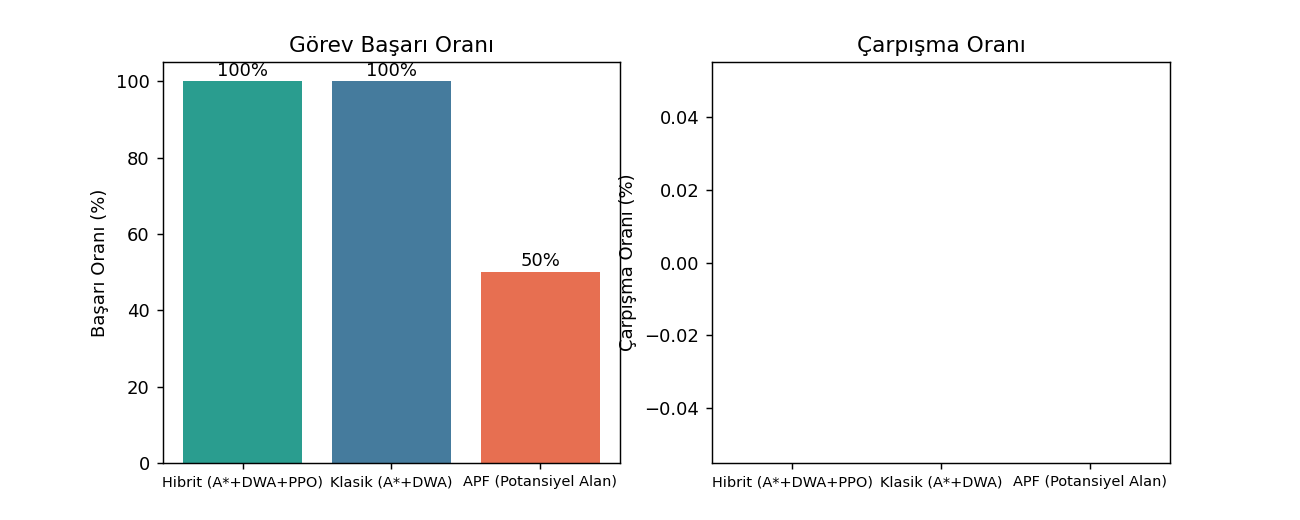 Görev Başarı Oranı
100%
100%
50%
Başarı Oranı (%)
100
80
60
40
20
0
Hibrit (A*+DWA+PPO) Klasik (A*+DWA) APF (Potansiyel Alan)
Çarpışma Oranı
Çarpışma Oranı (%)
0.04
0.02
0.00
−0.02
−0.04
Hibrit (A*+DWA+PPO) Klasik (A*+DWA) APF (Potansiyel Alan)